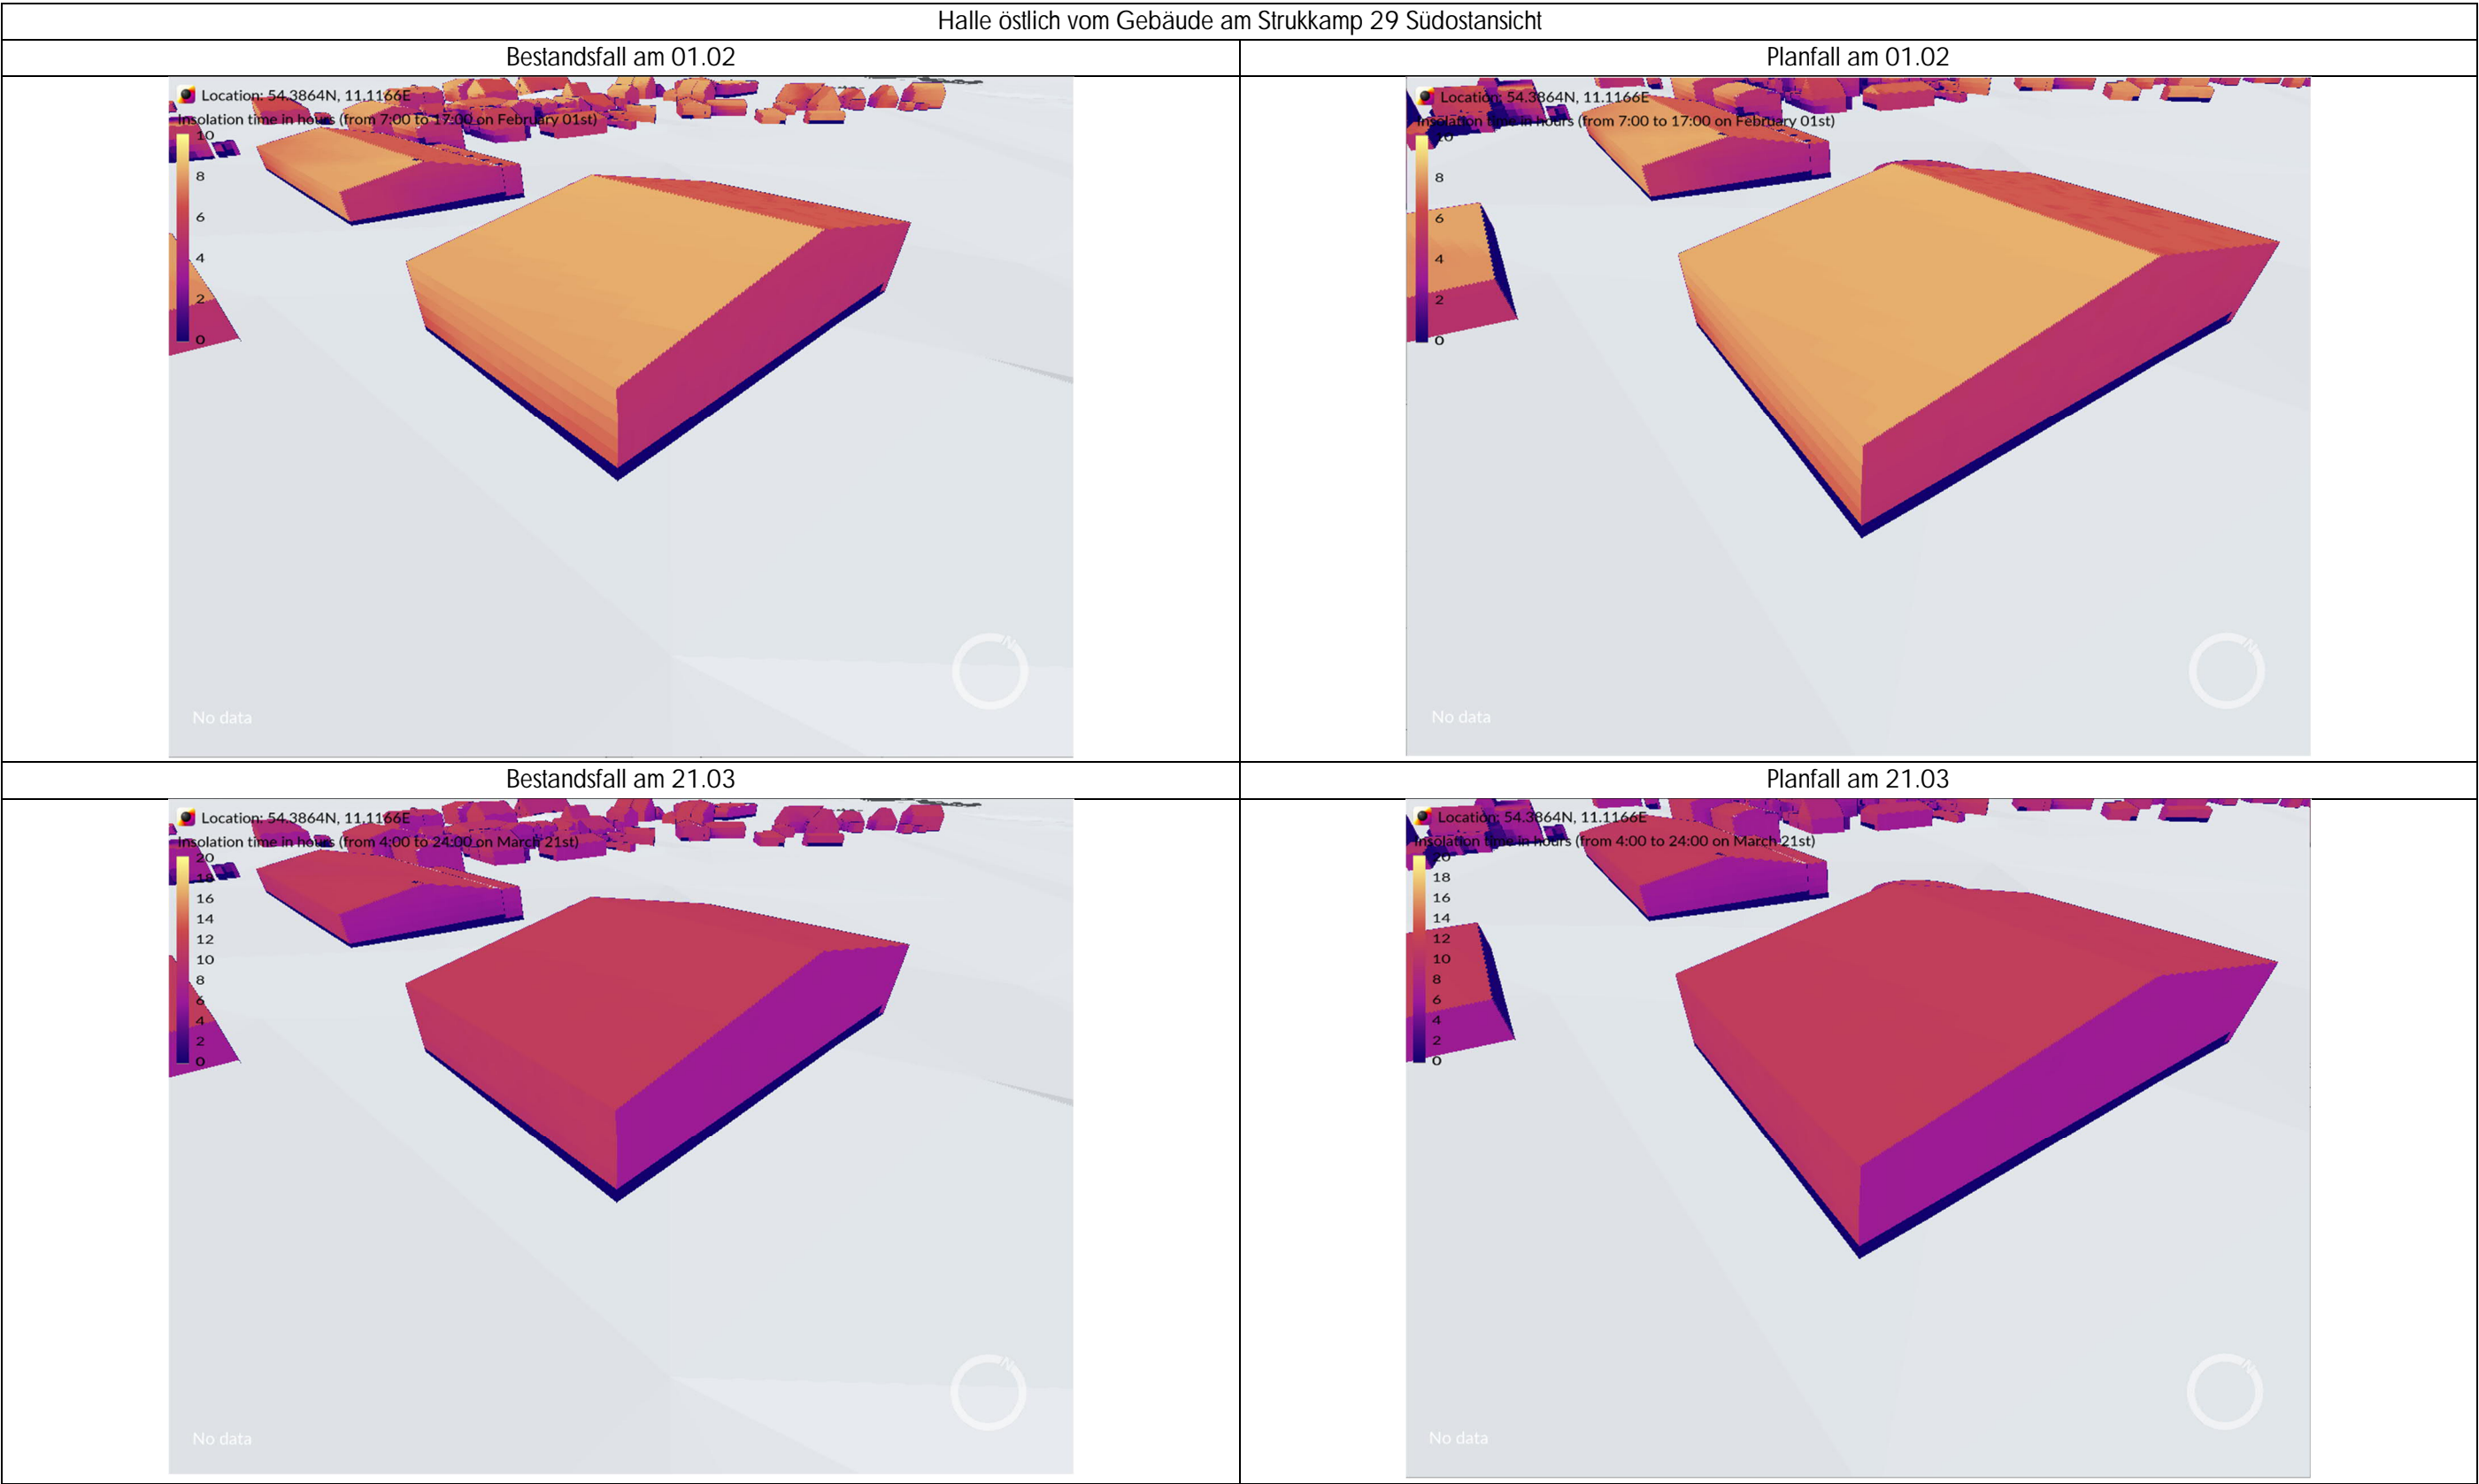 Halle östlich vom Gebäude am Strukkamp 29 Südostansicht
Bestandsfall am 01.02
Planfall am 01.02
Location: 54.3864N, 11.1166E
Insolation time in hours (from 7:00 to 17:00 on February 01st)
10
8
6
4
2
0
N
No data
Location: 54.3864N, 11.1166E
Insolation time in hours (from 7:00 to 17:00 on February 01st)
10
8
6
4
2
0
N
No data
Bestandsfall am 21.03
Planfall am 21.03
Location: 54.3864N, 11.1166E
Insolation time in hours (from 4:00 to 24:00 on March 21st)
20
18
16
14
12
10
8
6
4
2
0
N
No data
Location: 54.3864N, 11.1166E
Insolation time in hours (from 4:00 to 24:00 on March 21st)
20
18
16
14
12
10
8
6
4
2
0
N
No data